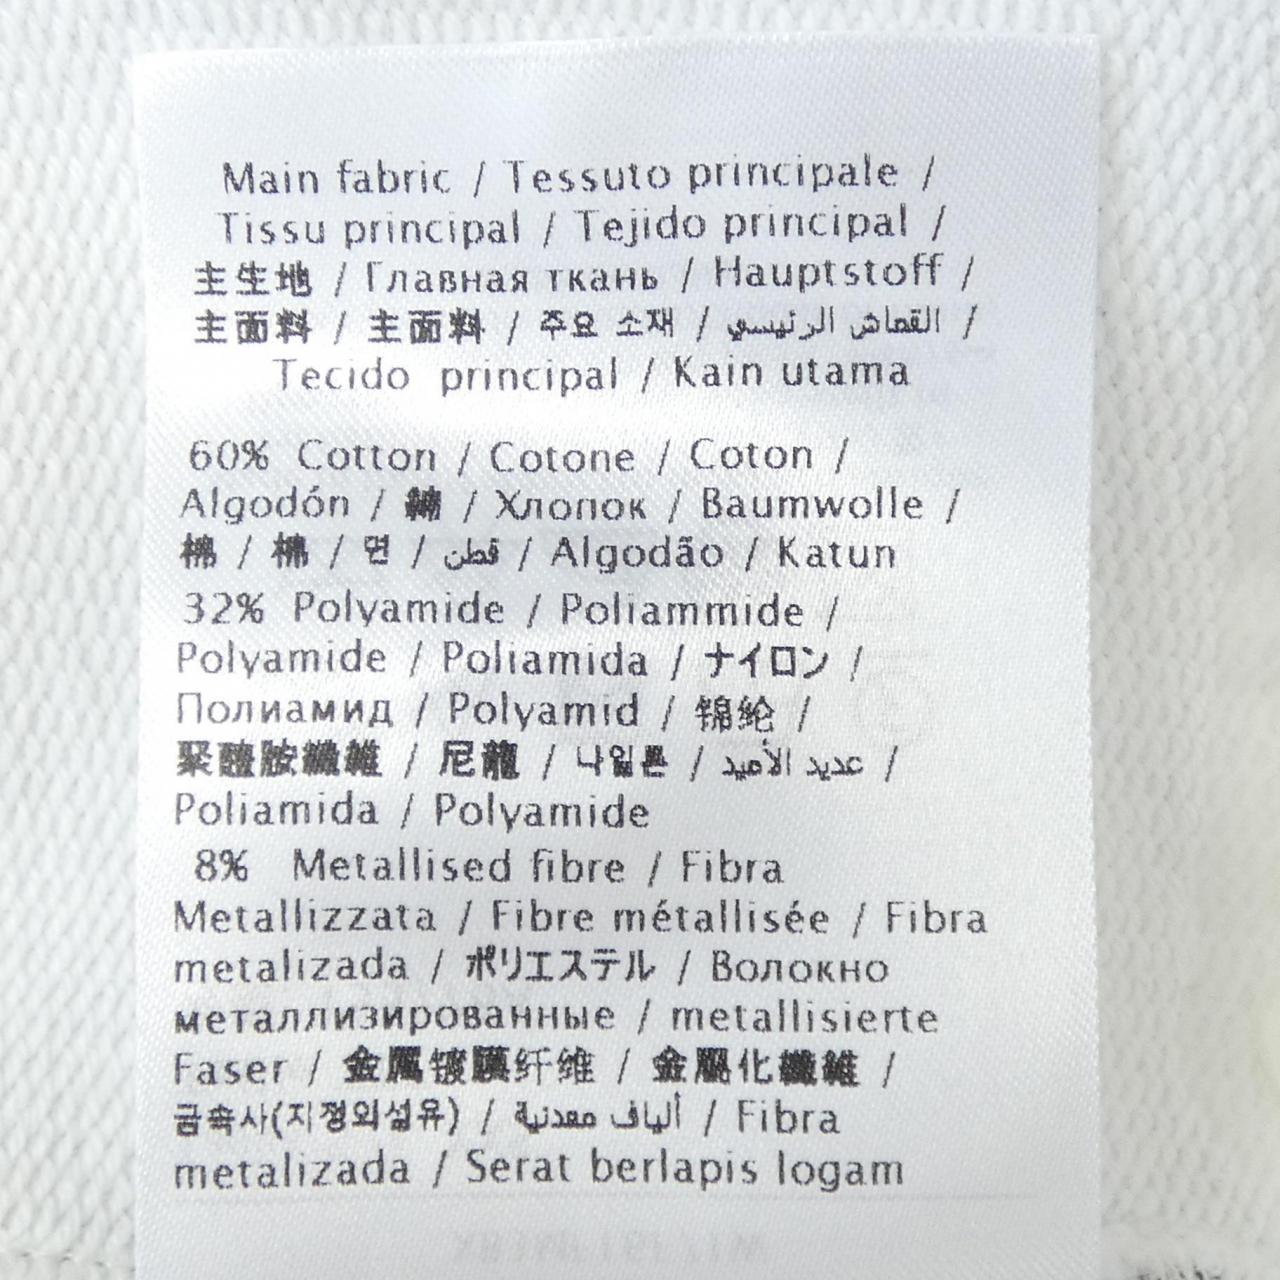 Main fabric / Tessuto principale /
Tissu principal / Tejido principal /
主生地 / Главная ткань / Hauptstoff /
主面料 / 主面料 / 주요 소재 / القماش الرئيسي /
Tecido principal / Kain utama
60% Cotton / Cotone / Coton /
Algodón / 綿 / Хлопок / Baumwolle /
棉 / 棉 / 면 / قطن / Algodão / Katun
32% Polyamide / Poliammide /
Polyamide / Poliamida / ナイロン /
Полиамид / Polyamid / 锦纶 /
聚醯胺纖維 / 尼龍 / 나일론 / عديد الأميد /
Poliamida / Polyamide
8% Metallised fibre / Fibra
Metallizzata / Fibre métallisée / Fibra
metalizada / ポリエステル / Волокно
металлизированные / metallisierte
Faser / 金属镀膜纤维 / 金屬化纖維 /
금속사(지정외섬유) / ألياف معدنية / Fibra
metalizada / Serat berlapis logam